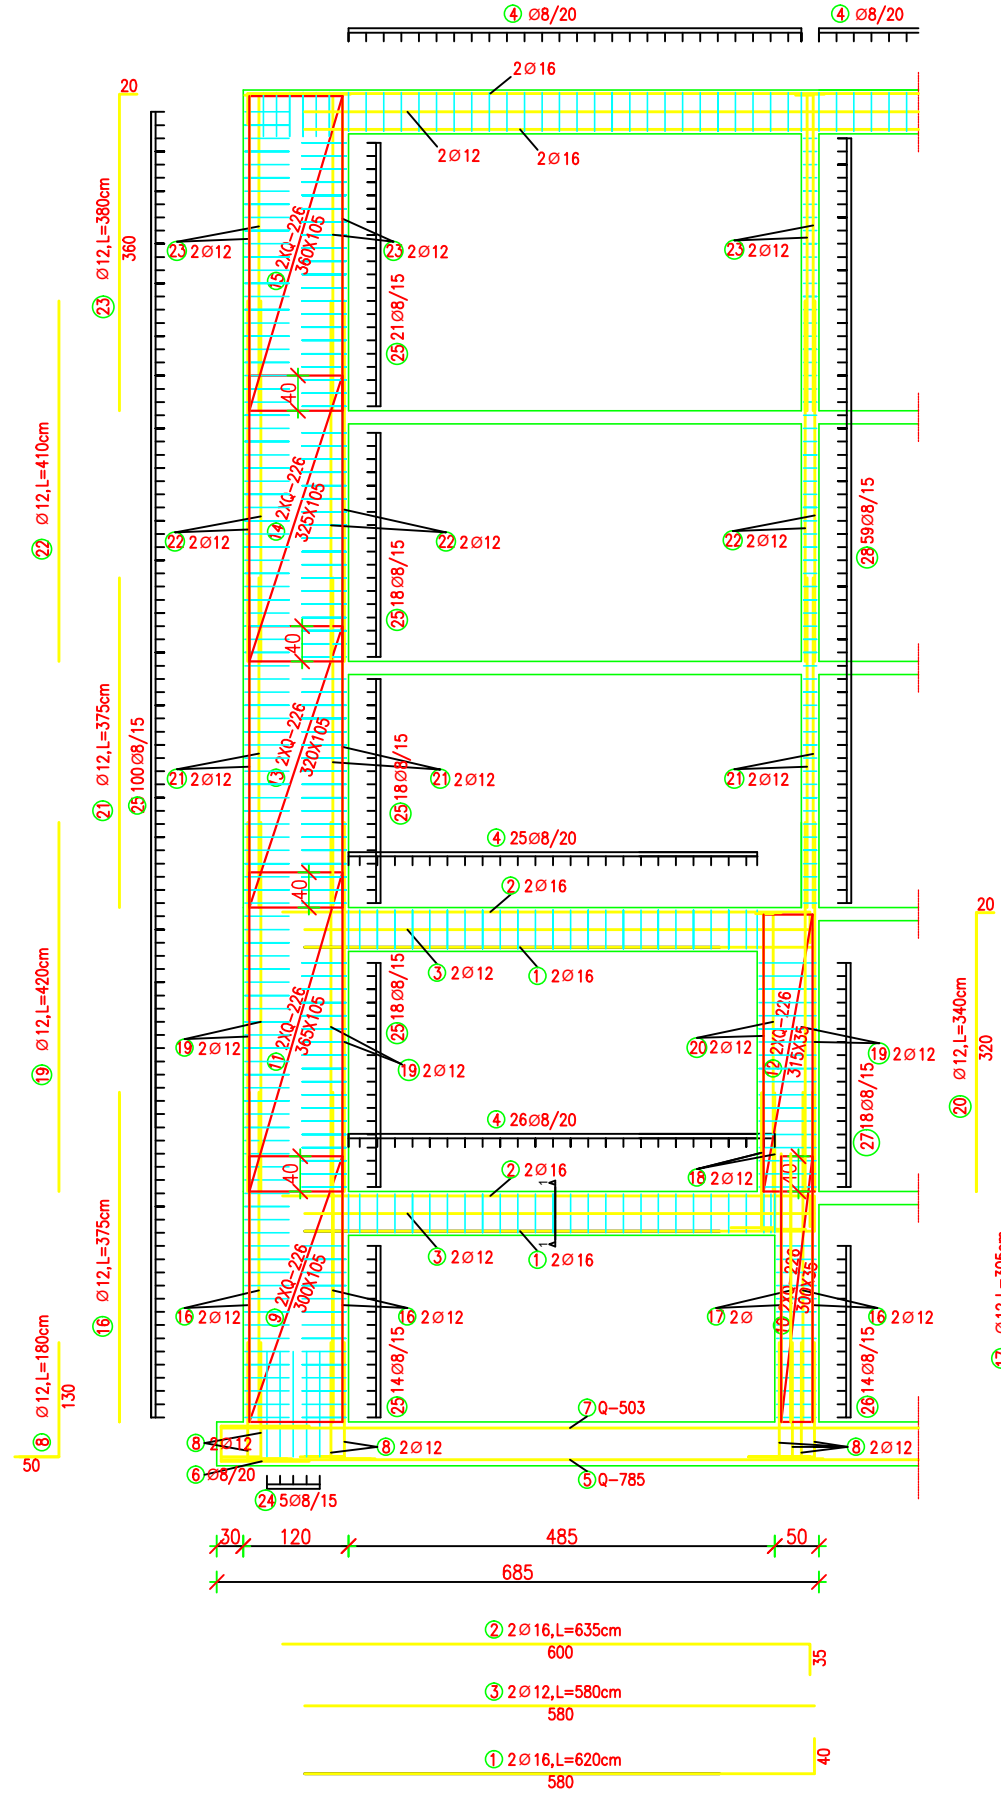 4 Ø8/20
4 Ø8/20
2Ø16
20
2Ø12
2Ø16
23 Ø12,L=380cm
360
23 2Ø12
15 2XQ-226
360X105
23 2Ø12
23 2Ø12
25 21Ø8/15
40
22 Ø12,L=410cm
14 2XQ-226
325X105
22 2Ø12
22 2Ø12
22 2Ø12
28 59Ø8/15
25 18Ø8/15
40
21 Ø12,L=375cm
25 100Ø8/15
13 2XQ-226
320X105
21 2Ø12
21 2Ø12
21 2Ø12
25 18Ø8/15
4 25Ø8/20
40
2 2Ø16
20
3 2Ø12
1 2Ø16
19 Ø12,L=420cm
11 2XQ-226
365X105
25 18Ø8/15
19 2Ø12
19 2Ø12
20 2Ø12
12 2XQ-226
315X35
19 2Ø12
20 Ø12,L=340cm
320
27 18Ø8/15
4 26Ø8/20
40
2 2Ø16
1
18 2Ø12
40
3 2Ø12
1
1 2Ø16
16 Ø12,L=375cm
9 2XQ-226
300X105
16 2Ø12
16 2Ø12
17 2Ø
10 2XQ-226
300X35
16 2Ø12
25 14Ø8/15
26 14Ø8/15
8 Ø12,L=180cm
130
50
7 Q-503
8 2Ø12
8 2Ø12
8 2Ø12
6 Ø8/20
5 Q-785
24 5Ø8/15
30 120 485 50
685
2 2Ø16,L=635cm
600
35
3 2Ø12,L=580cm
580
1 2Ø16,L=620cm
580
40